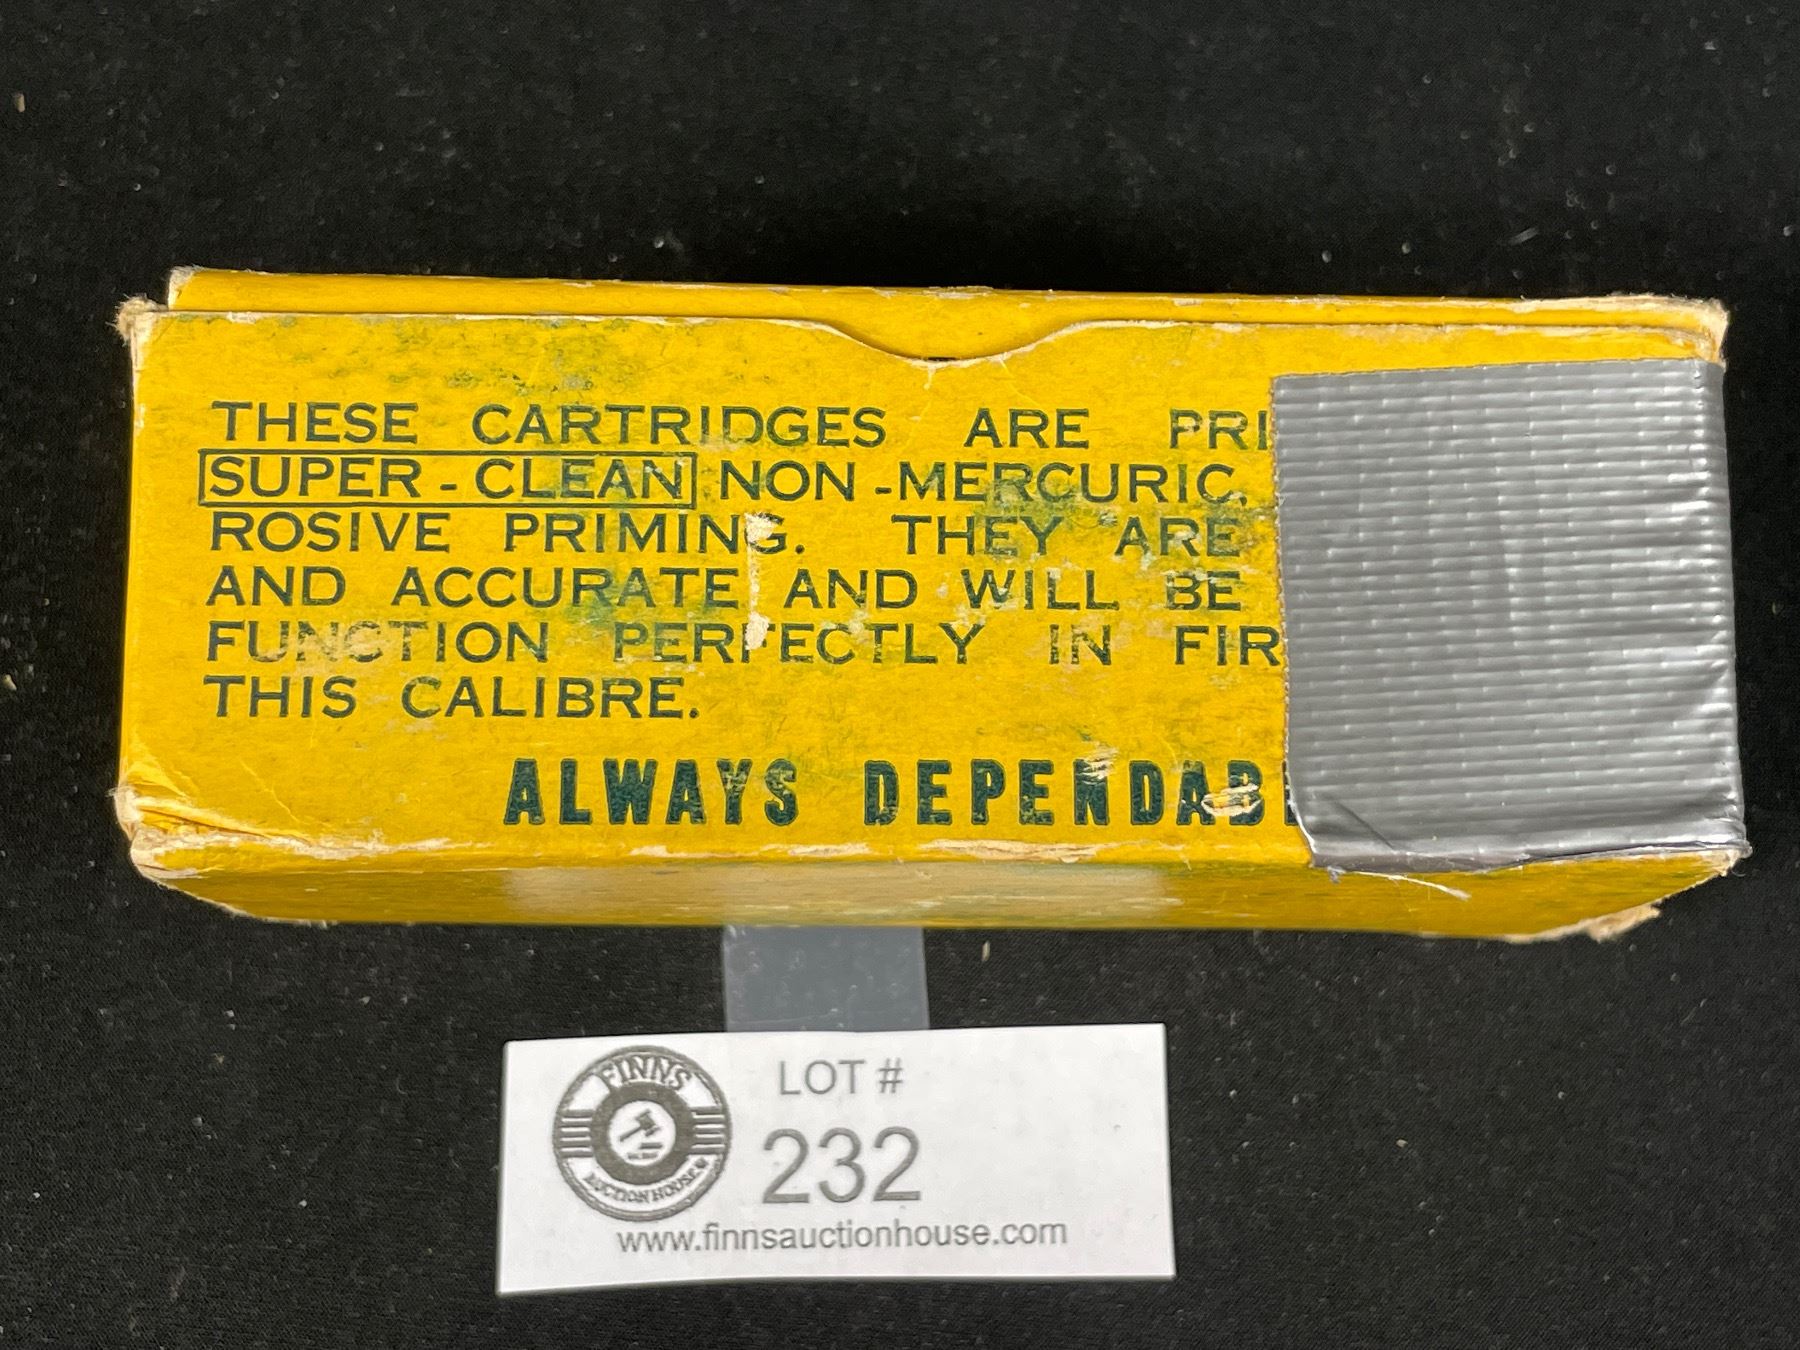 THESE CARTRIDGES ARE PRI
SUPER-CLEAN NON-MERCURIC,
ROSIVE PRIMING. THEY ARE
AND ACCURATE AND WILL BE
FUNCTION PERFECTLY IN FIR
THIS CALIBRE.
ALWAYS DEPENDAB
FINNS
AUCTION HOUSE
LOT #
232
www.finnsauctionhouse.com